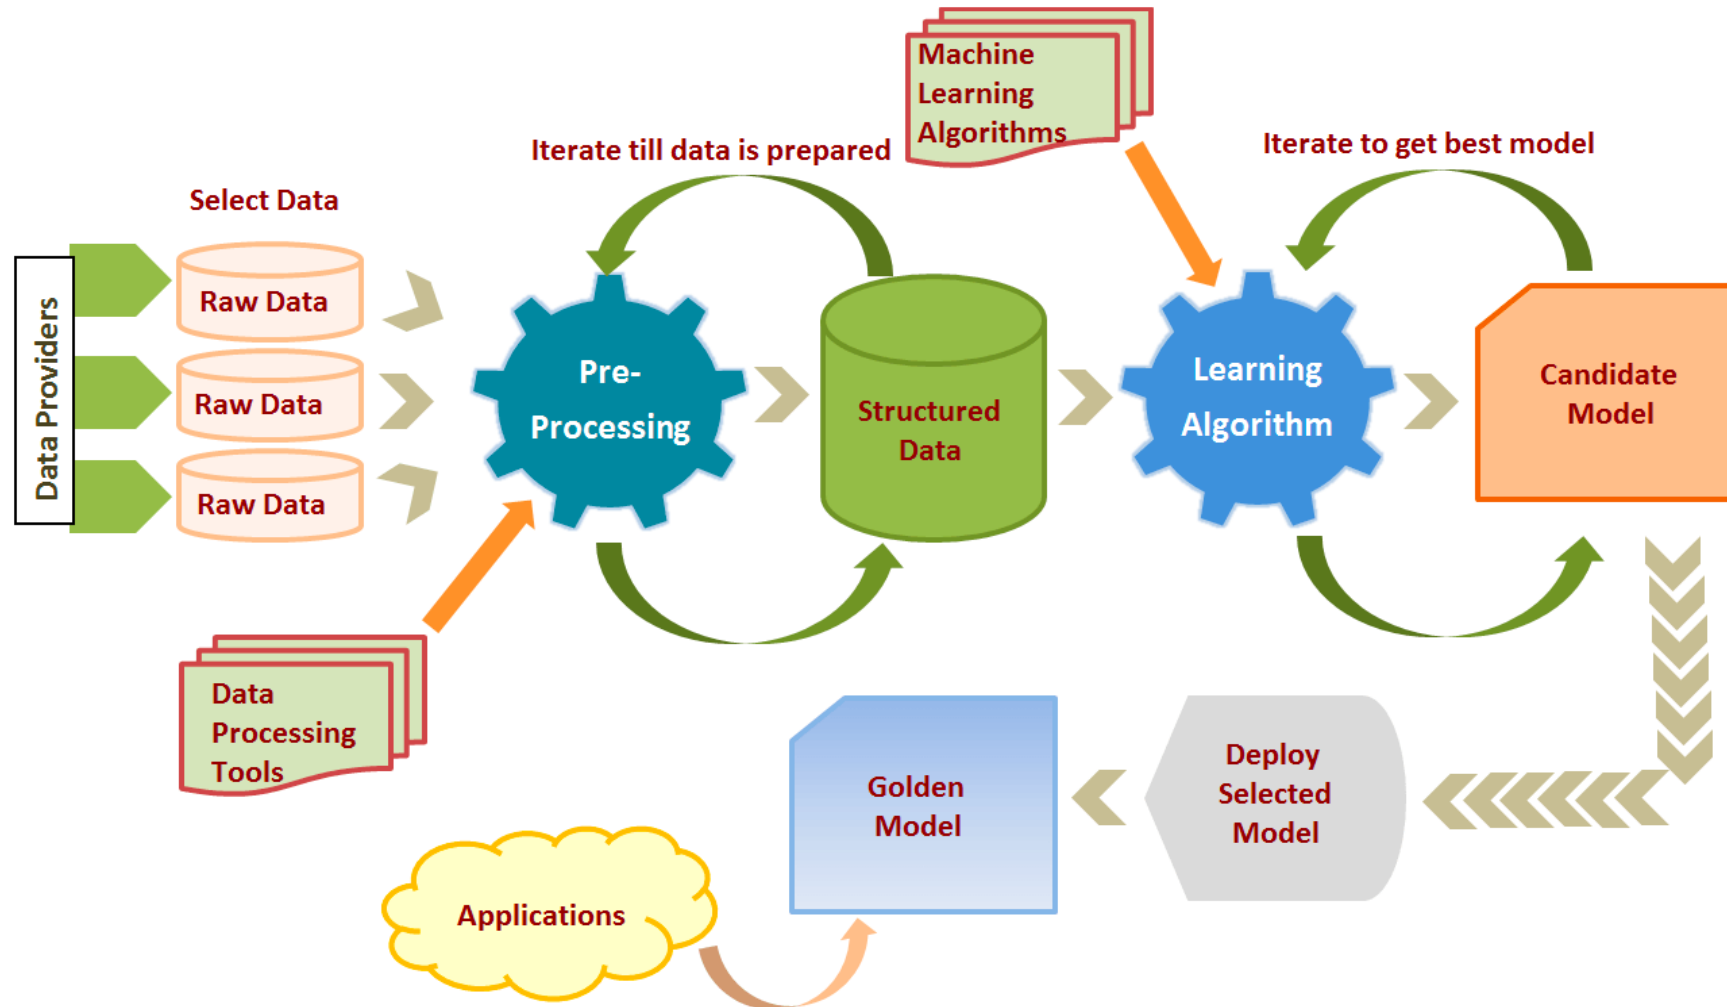 Machine
Learning
Algorithms
Iterate till data is prepared
Iterate to get best model
Select Data
Data Providers
Raw Data
Raw Data
Raw Data
Pre-
Processing
Structured
Data
Learning
Algorithm
Candidate
Model
Data
Processing
Tools
Deploy
Selected
Model
Golden
Model
Applications